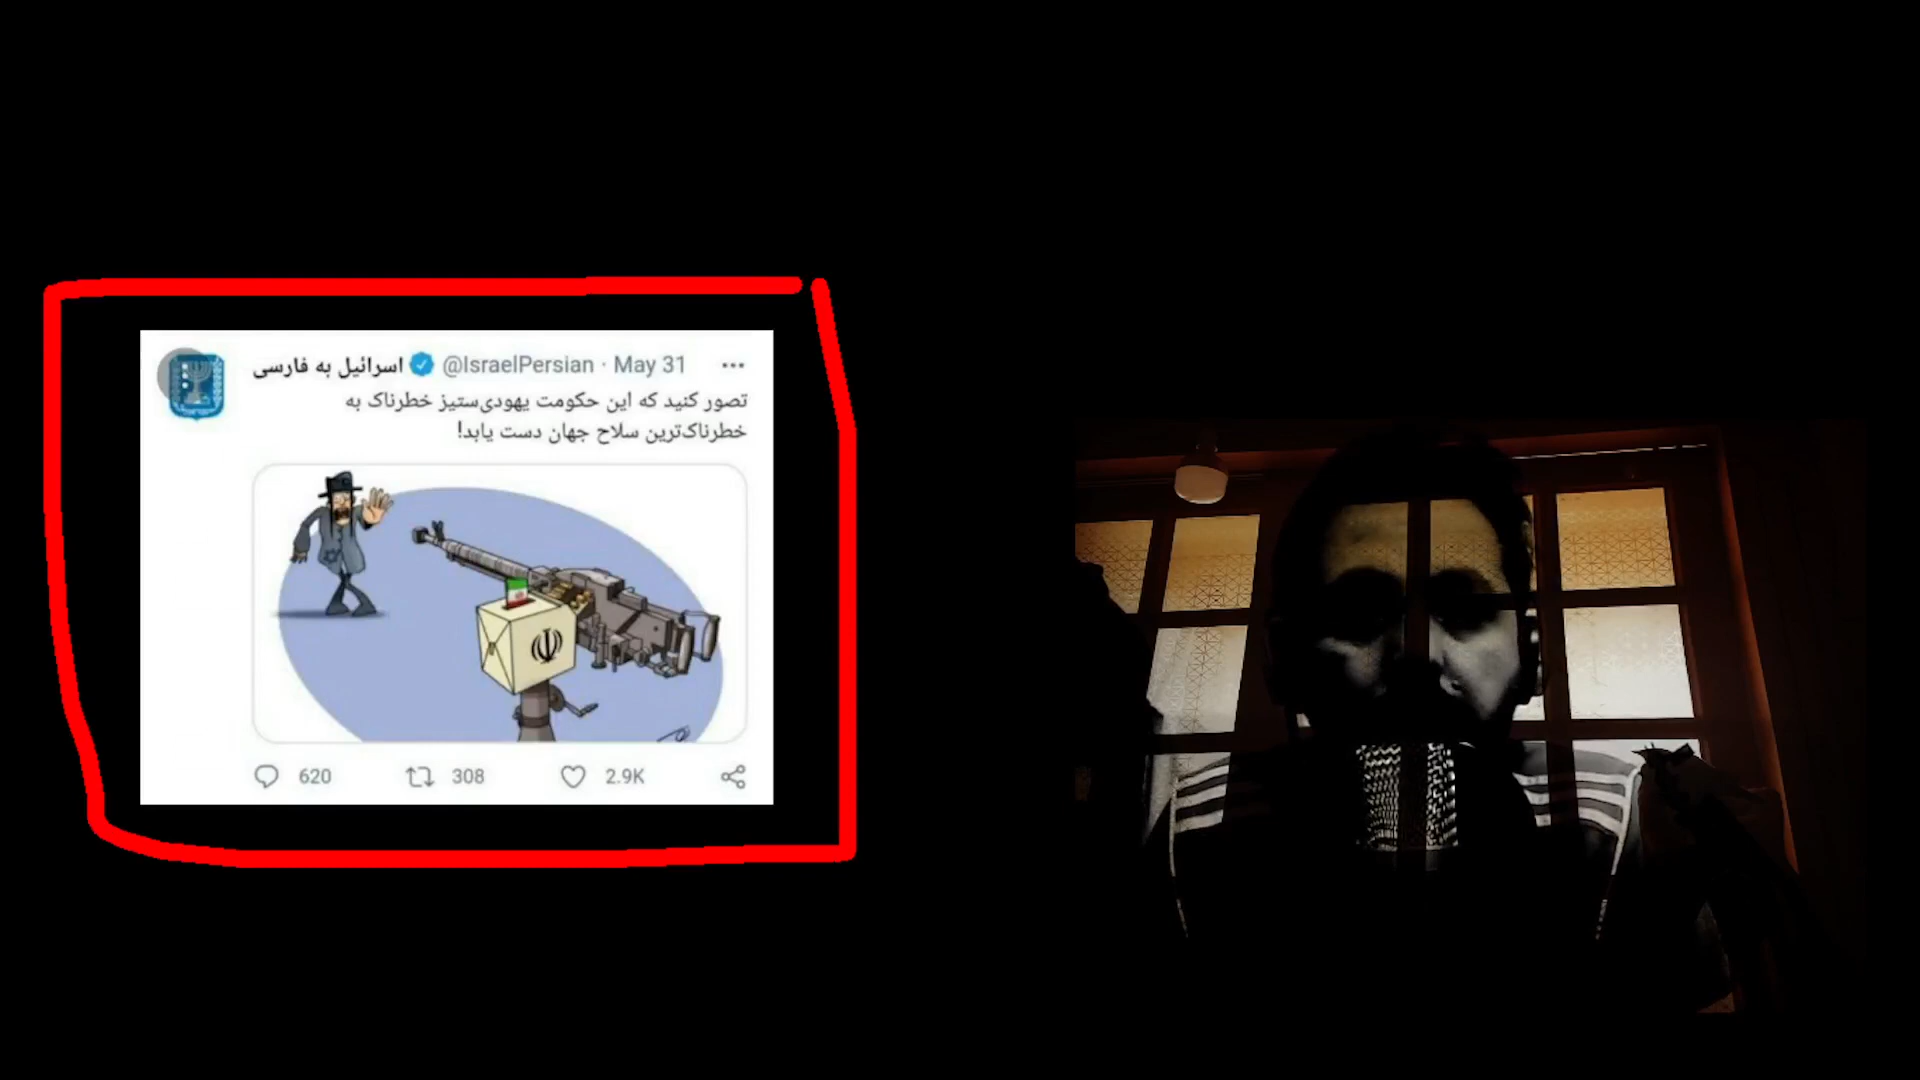 اسرائیل به فارسی @IsraelPersian · May 31
تصور کنید که این حکومت یهودی‌ستیز خطرناک به
خطرناک‌ترین سلاح جهان دست یابد!
620 308 2.9K